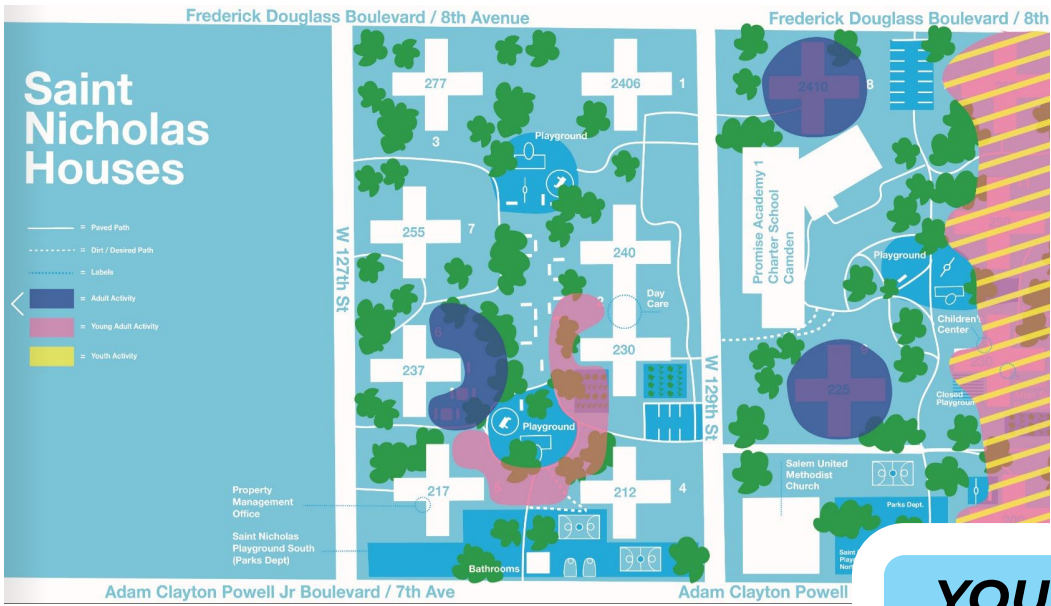 Frederick Douglass Boulevard / 8th Avenue
Frederick Douglass Boulevard / 8th
Saint
Nicholas
Houses
= Paved Path
= Dirt / Desired Path
= Labels
= Adult Activity
= Young Adult Activity
= Youth Activity
W 127th St
277
3
2406
1
Playground
255
7
240
Day
Care
230
6
237
Playground
217
212
4
Property
Management
Office
Saint Nicholas
Playground South
(Parks Dept)
Bathrooms
W 129th St
2410
8
Promise Academy 1
Charter School
Camden
Playground
Children's
Center
9
225
Closed
Playground
Salem United
Methodist
Church
Parks Dept.
Saint
Adam Clayton Powell Jr Boulevard / 7th Ave
Adam Clayton Powell
YOU